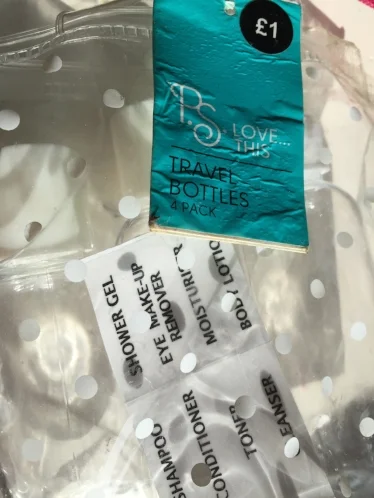 £1
P.S.
LOVE...
THIS
TRAVEL
BOTTLES
4 PACK
SHOWER GEL
EYE MAKE-UP
REMOVER
MOISTURISER
BODY LOTION
SHAMPOO
CONDITIONER
TONER
CLEANSER